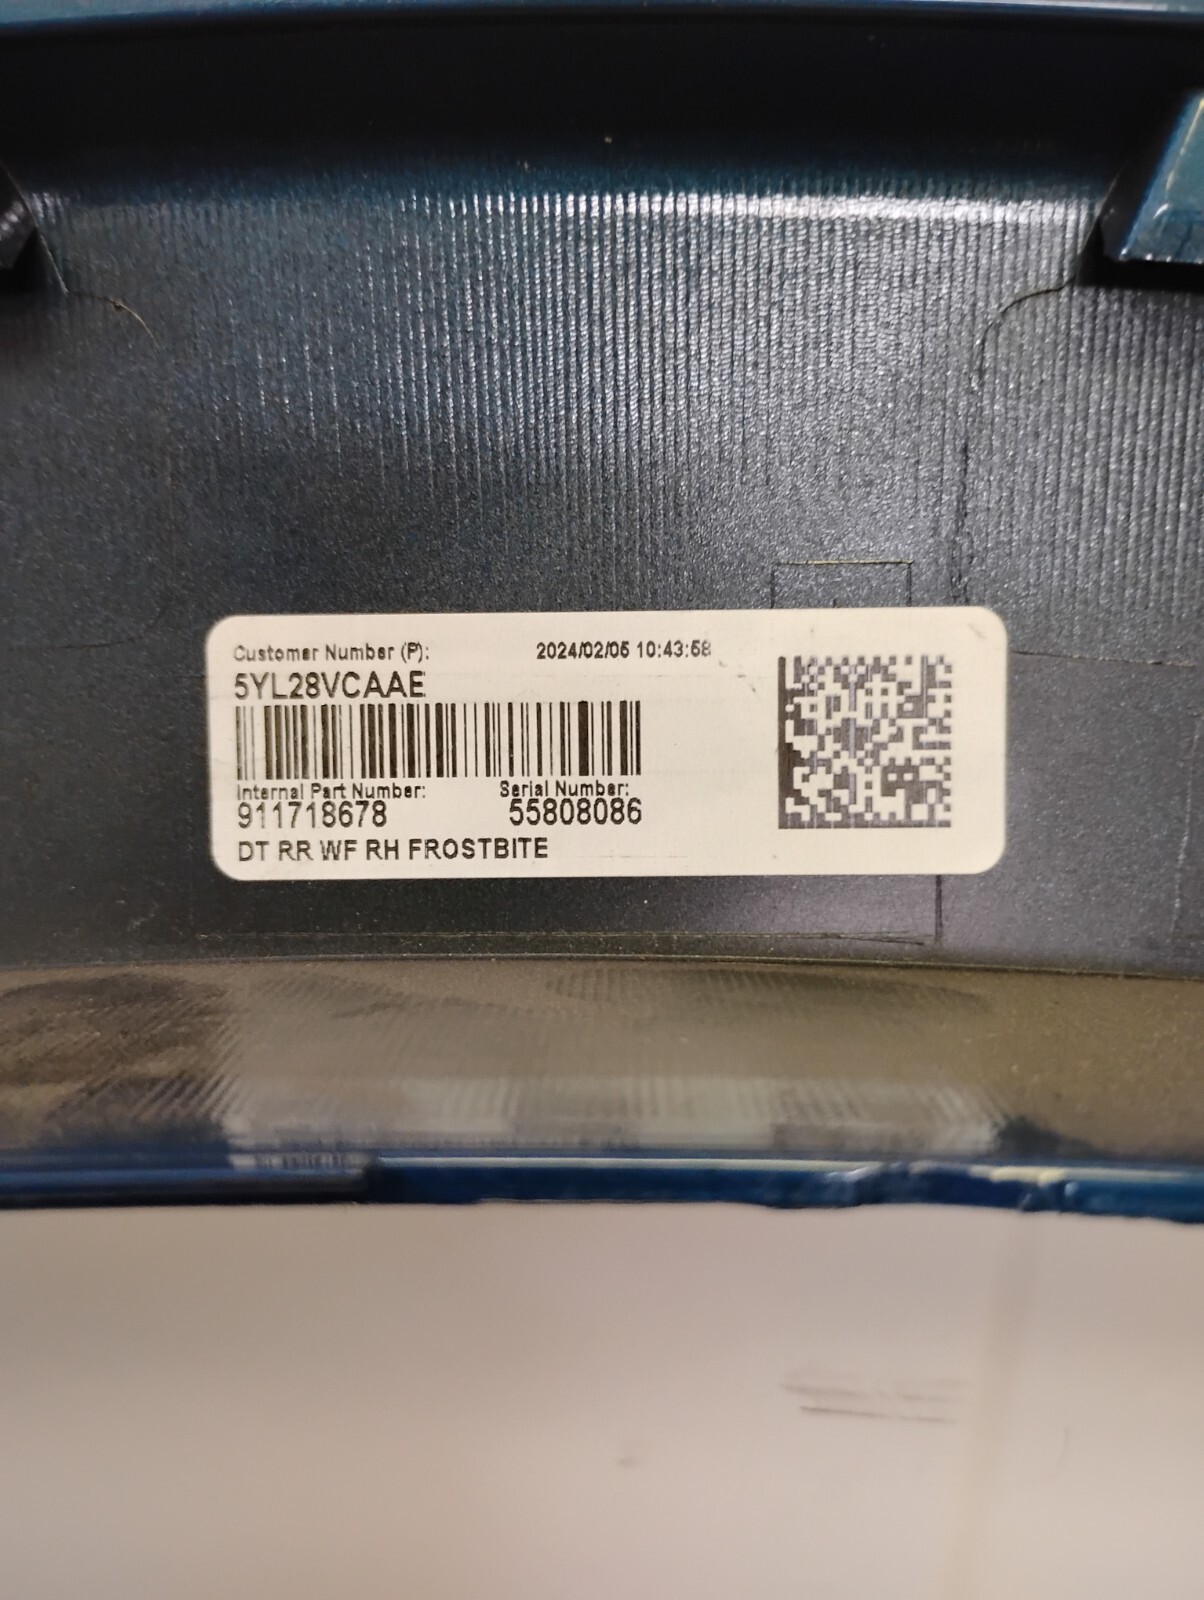 Customer Number (P): 2024/02/05 10:43:58
5YL28VCAAE
Internal Part Number: Serial Number:
911718678 55808086
DT RR WF RH FROSTBITE